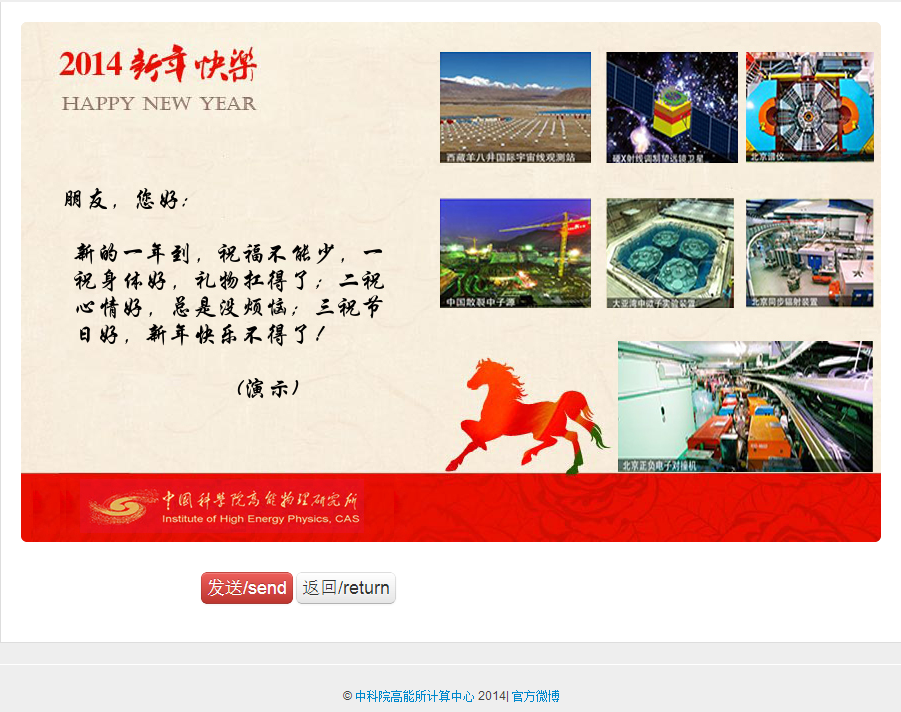 2014 新年快樂
HAPPY NEW YEAR
朋友，您好：
新的一年到，祝福不能少，一
祝身体好，礼物扛得了；二祝
心情好，总是没烦恼；三祝节
日好，新年快乐不得了！
（演示）
西藏羊八井国际宇宙线观测站
硬X射线调制望远镜卫星
北京谱仪
中国散裂中子源
大亚湾中微子实验装置
北京同步辐射装置
北京正负电子对撞机
中国科学院高能物理研究所
Institute of High Energy Physics, CAS
发送/send
返回/return
© 中科院高能所计算中心 2014| 官方微博